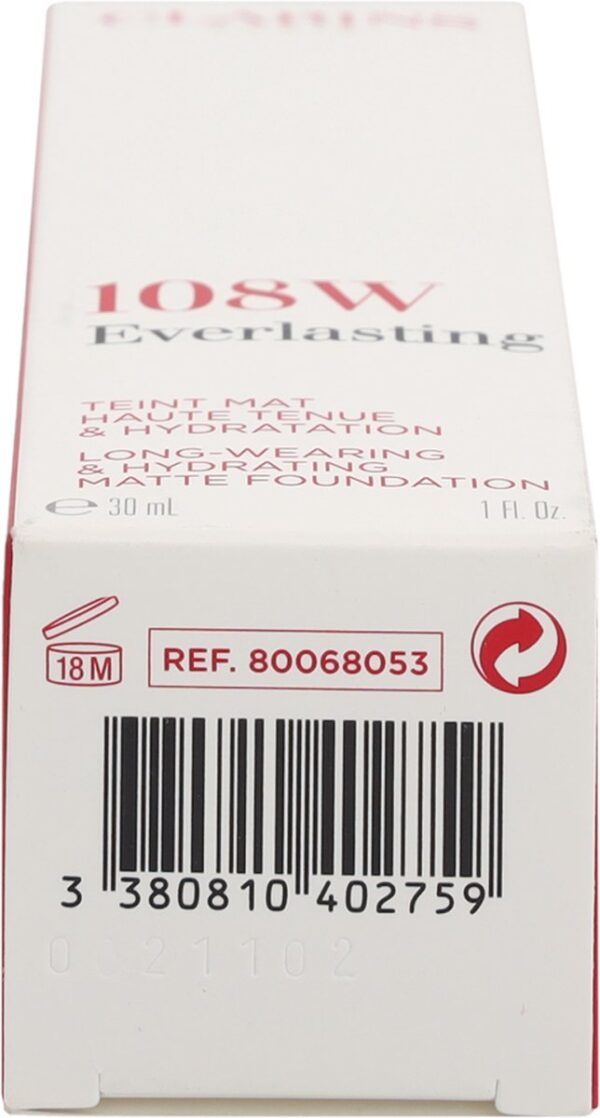 CLARINS
108W
Everlasting
TEINT MAT
HAUTE TENUE
& HYDRATATION
LONG-WEARING
& HYDRATING
MATTE FOUNDATION
e 30 mL 1 Fl. Oz.
18 M
REF. 80068053
3 380810 402759
0021102